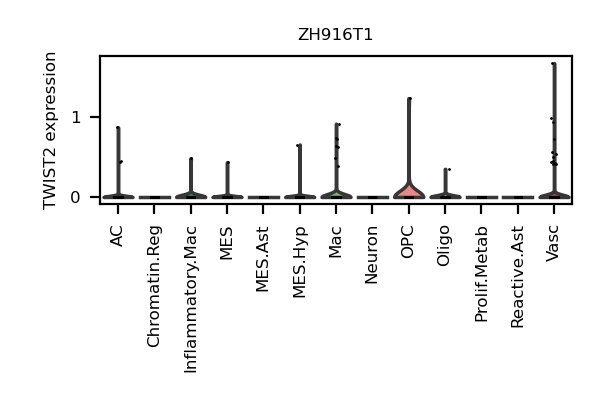 ZH916T1
TWIST2 expression
1
0
AC
Chromatin.Reg
Inflammatory.Mac
MES
MES.Ast
MES.Hyp
Mac
Neuron
OPC
Oligo
Prolif.Metab
Reactive.Ast
Vasc